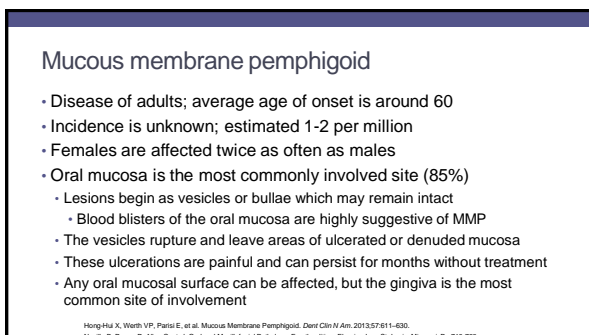 Mucous membrane pemphigoid
• Disease of adults; average age of onset is around 60
• Incidence is unknown; estimated 1-2 per million
• Females are affected twice as often as males
• Oral mucosa is the most commonly involved site (85%)
• Lesions begin as vesicles or bullae which may remain intact
• Blood blisters of the oral mucosa are highly suggestive of MMP
• The vesicles rupture and leave areas of ulcerated or denuded mucosa
• These ulcerations are painful and can persist for months without treatment
• Any oral mucosal surface can be affected, but the gingiva is the most
common site of involvement
Hong-Hui X, Werth VP, Parisi E, et al. Mucous Membrane Pemphigoid. Dent Clin N Am. 2013;57:611–630.